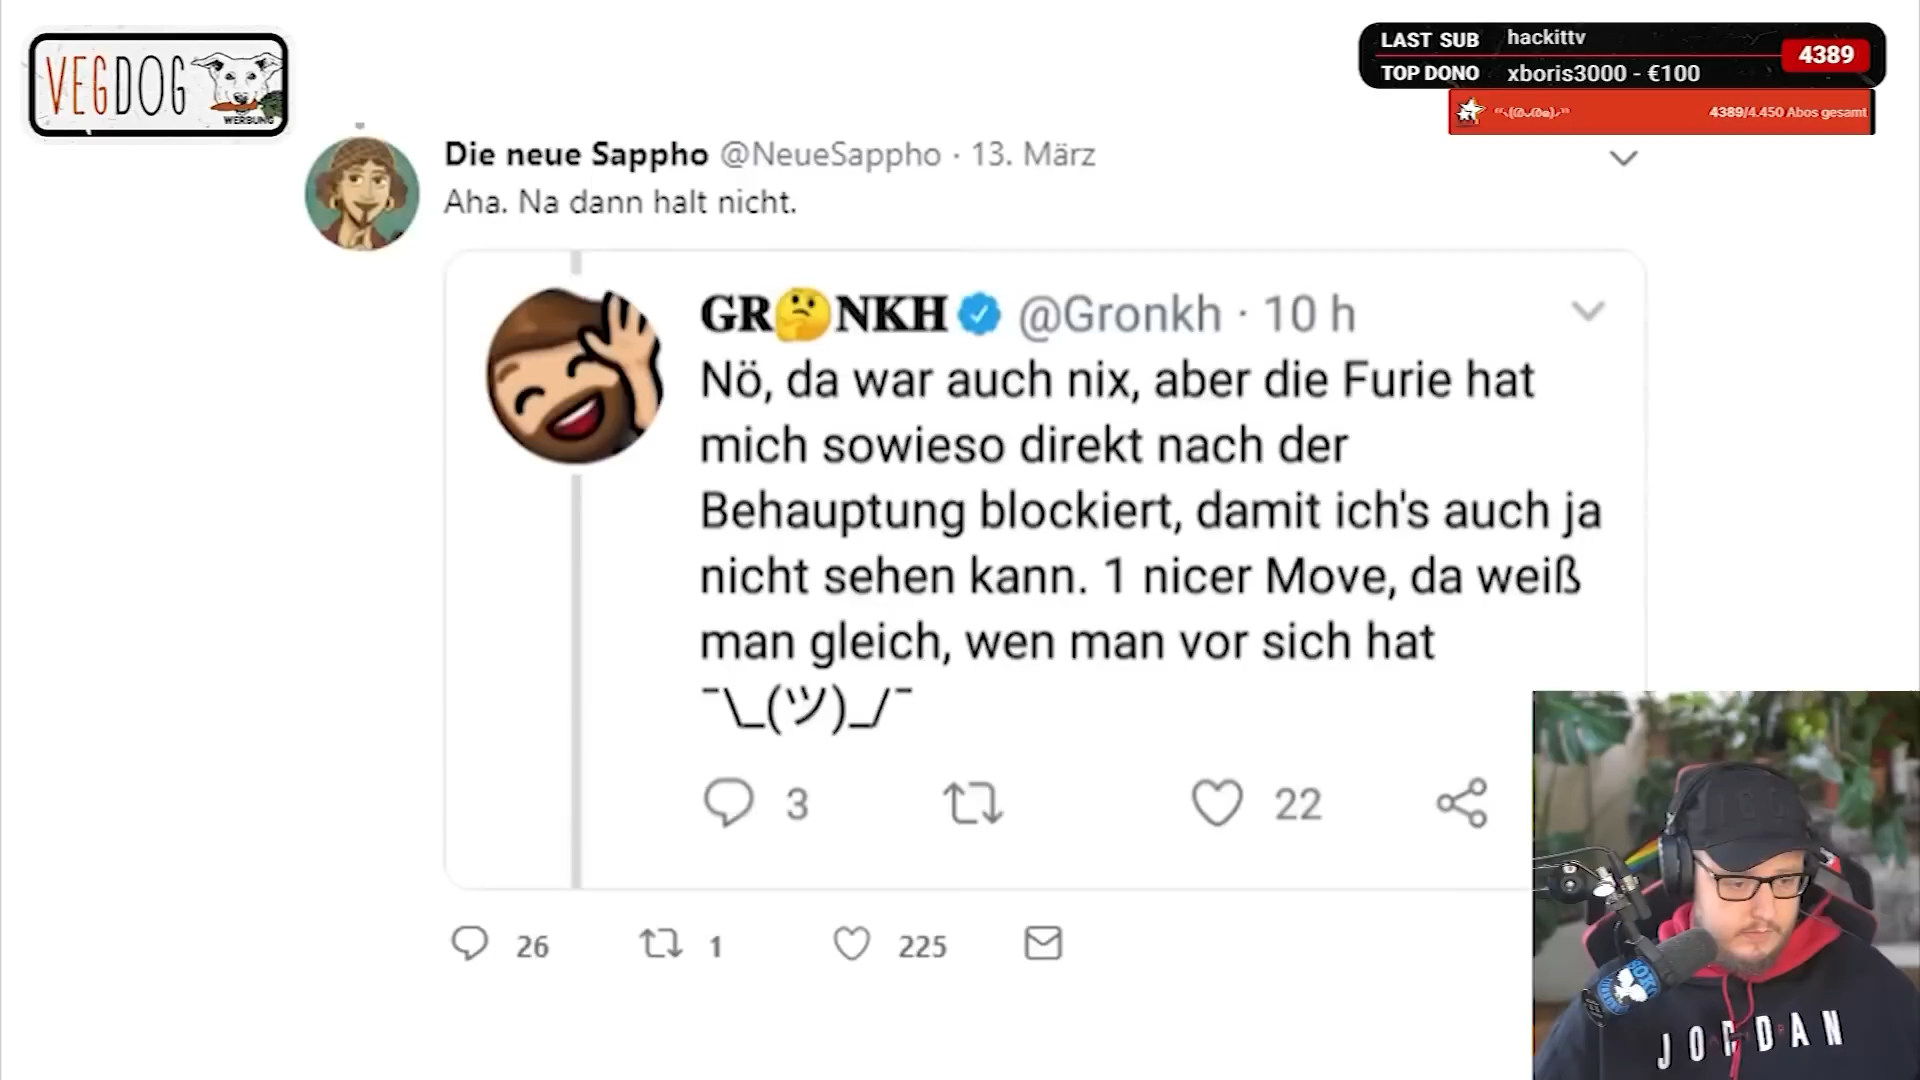 VEGDOG
WERBUNG
LAST SUB hackittv
TOP DONO xboris3000 - €100
4389
4389/4.450 Abos gesamt
Die neue Sappho @NeueSappho · 13. März
Aha. Na dann halt nicht.
GR🤔NKH @Gronkh · 10 h
Nö, da war auch nix, aber die Furie hat
mich sowieso direkt nach der
Behauptung blockiert, damit ich's auch ja
nicht sehen kann. 1 nicer Move, da weiß
man gleich, wen man vor sich hat
¯\_(ツ)_/¯
3 22
26 1 225
JORDAN